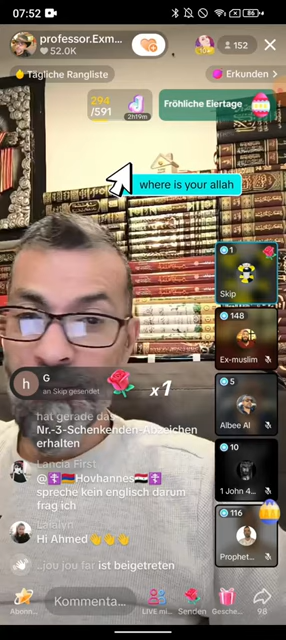 07:52
professor.Exm...
52.0K
152
Tägliche Rangliste
Erkunden >
294
/591
2h19m
Fröhliche Eiertage
where is your allah
1
Skip
148
Ex-muslim
5
Albee Al
10
1 John 4...
116
Prophet...
h
G
an Skip gesendet
x1
hat gerade das
Nr.-3-Schenkenden-Abzeichen
erhalten
Lancia First
@Hovhannes
spreche kein englisch darum
frag ich
Hi Ahmed
...jou jou far ist beigetreten
Abonn...
Kommenta...
LIVE mi...
Senden
Gesche...
98